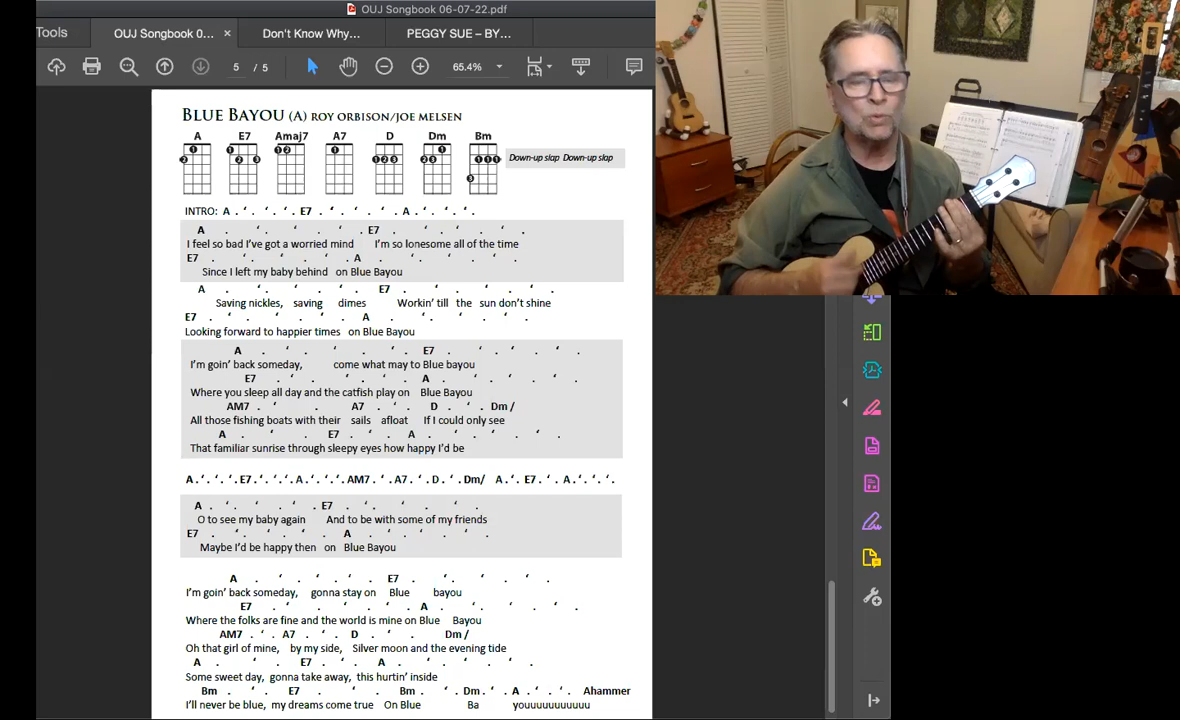 OUJ Songbook 06-07-22.pdf
Tools
OUJ Songbook 0... ×
Don't Know Why...
PEGGY SUE – BY...
5 / 5
65.4%
BLUE BAYOU (A) ROY ORBISON/JOE MELSEN
A E7 Amaj7 A7 D Dm Bm
Down-up slap Down-up slap
INTRO: A . ‘ . ‘ . ‘ . E7 . ‘ . ‘ . ‘ . A . ‘ . ‘ . ‘ .
A . ‘ . ‘ . ‘ . E7 . ‘ . ‘ . ‘ .
I feel so bad I’ve got a worried mind I’m so lonesome all of the time
E7 . ‘ . ‘ . ‘ . A . ‘ . ‘ . ‘ .
Since I left my baby behind on Blue Bayou
A . ‘ . ‘ . ‘ . E7 . ‘ . ‘ . ‘ .
Saving nickles, saving dimes Workin’ till the sun don’t shine
E7 . ‘ . ‘ . ‘ . A . ‘ . ‘ . ‘ .
Looking forward to happier times on Blue Bayou
A . ‘ . ‘ . ‘ . E7 . ‘ . ‘ . ‘ .
I’m goin’ back someday, come what may to Blue bayou
E7 . ‘ . ‘ . ‘ . A . ‘ . ‘ . ‘ .
Where you sleep all day and the catfish play on Blue Bayou
AM7 . ‘ . A7 . ‘ . D . ‘ . Dm /
All those fishing boats with their sails afloat If I could only see
A . ‘ . E7 . ‘ . A . ‘ . ‘ . ‘ .
That familiar sunrise through sleepy eyes how happy I’d be
A . ‘ . ‘ . ‘ . E7 . ‘ . ‘ . ‘ . A . ‘ . ‘ . ‘ . AM7 . ‘ . A7 . ‘ . D . ‘ . Dm/ A . ‘ . E7 . ‘ . A . ‘ . ‘ . ‘ .
A . ‘ . ‘ . ‘ . E7 . ‘ . ‘ . ‘ .
O to see my baby again And to be with some of my friends
E7 . ‘ . ‘ . ‘ . A . ‘ . ‘ . ‘ .
Maybe I’d be happy then on Blue Bayou
A . ‘ . ‘ . ‘ . E7 . ‘ . ‘ . ‘ .
I’m goin’ back someday, gonna stay on Blue bayou
E7 . ‘ . ‘ . ‘ . A . ‘ . ‘ . ‘ .
Where the folks are fine and the world is mine on Blue Bayou
AM7 . ‘ . A7 . ‘ . D . ‘ . Dm /
Oh that girl of mine, by my side, Silver moon and the evening tide
A . ‘ . E7 . ‘ . A . ‘ . ‘ . ‘ .
Some sweet day, gonna take away, this hurtin’ inside
Bm . ‘ . E7 . ‘ . Bm . ‘ . Dm . ‘ . A . ‘ . ‘ . Ahammer
I’ll never be blue, my dreams come true On Blue Ba youuuuuuuuuuu